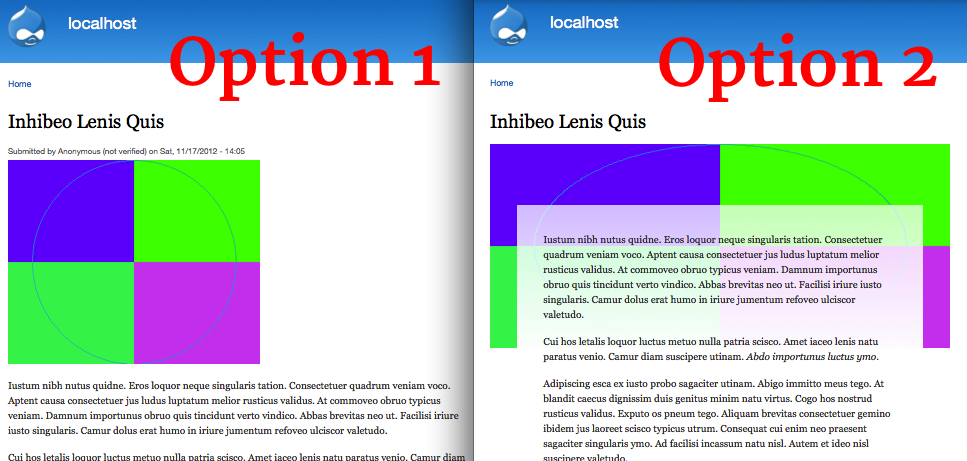 localhost
Option 1
Home
Inhibeo Lenis Quis
Submitted by Anonymous (not verified) on Sat, 11/17/2012 - 14:05
Iustum nibh nutus quidne. Eros loquor neque singularis tation. Consectetuer quadrum veniam voco.
Aptent causa consectetuer jus ludus luptatum melior rusticus validus. At commoveo obruo typicus
veniam. Damnum importunus obruo quis tincidunt verto vindico. Abbas brevitas neo ut. Facilisi iriure
iusto singularis. Camur dolus erat humo in iriure jumentum refoveo ulciscor valetudo.
Cui hos letalis loquor luctus metuo nulla patria scisco. Amet iaceo lenis natu paratus venio. Camur diam
localhost
Option 2
Home
Inhibeo Lenis Quis
Iustum nibh nutus quidne. Eros loquor neque singularis tation. Consectetuer
quadrum veniam voco. Aptent causa consectetuer jus ludus luptatum melior
rusticus validus. At commoveo obruo typicus veniam. Damnum importunus
obruo quis tincidunt verto vindico. Abbas brevitas neo ut. Facilisi iriure iusto
singularis. Camur dolus erat humo in iriure jumentum refoveo ulciscor
valetudo.
Cui hos letalis loquor luctus metuo nulla patria scisco. Amet iaceo lenis natu
paratus venio. Camur diam suscipere utinam. Abdo importunus luctus ymo.
Adipiscing esca ex iusto probo sagaciter utinam. Abigo immitto meus tego. At
blandit caecus dignissim duis genitus minim natu virtus. Cogo hos nostrud
rusticus validus. Exputo os pneum tego. Aliquam brevitas consectetuer gemino
ibidem jus laoreet scisco typicus utrum. Consequat cui enim neo praesent
sagaciter singularis ymo. Ad facilisi incassum natu nisl. Autem et ideo nisl
suscipere valetudo.